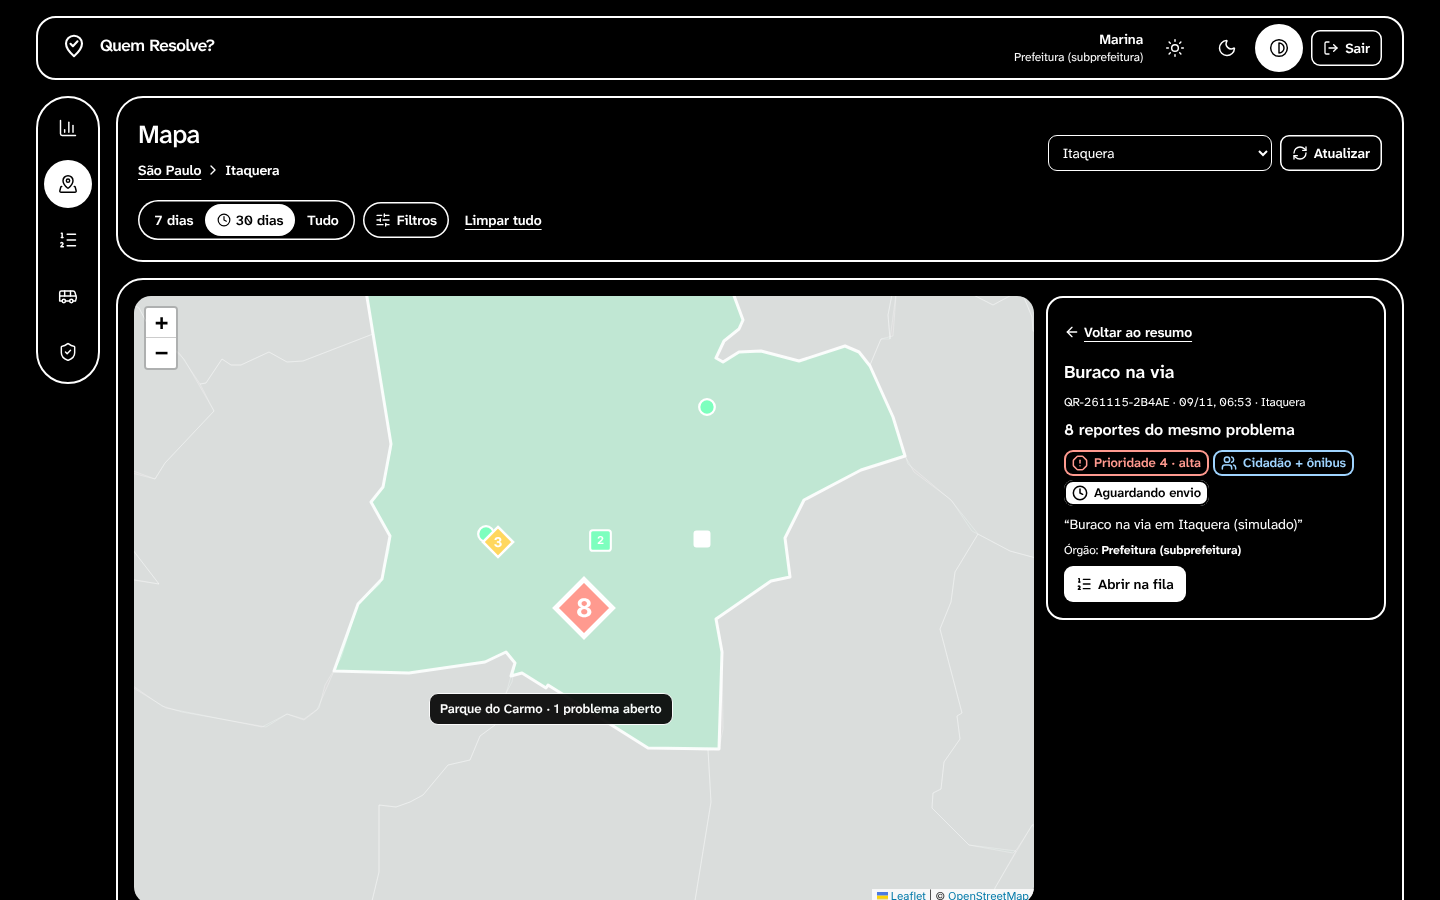 Quem Resolve?
Marina
Prefeitura (subprefeitura)
Sair
Mapa
São Paulo > Itaquera
Itaquera
Atualizar
7 dias
30 dias
Tudo
Filtros
Limpar tudo
+
−
3
2
8
Parque do Carmo · 1 problema aberto
Leaflet | © OpenStreetMap
Voltar ao resumo
Buraco na via
QR-261115-2B4AE · 09/11, 06:53 · Itaquera
8 reportes do mesmo problema
Prioridade 4 · alta
Cidadão + ônibus
Aguardando envio
“Buraco na via em Itaquera (simulado)”
Órgão: Prefeitura (subprefeitura)
Abrir na fila